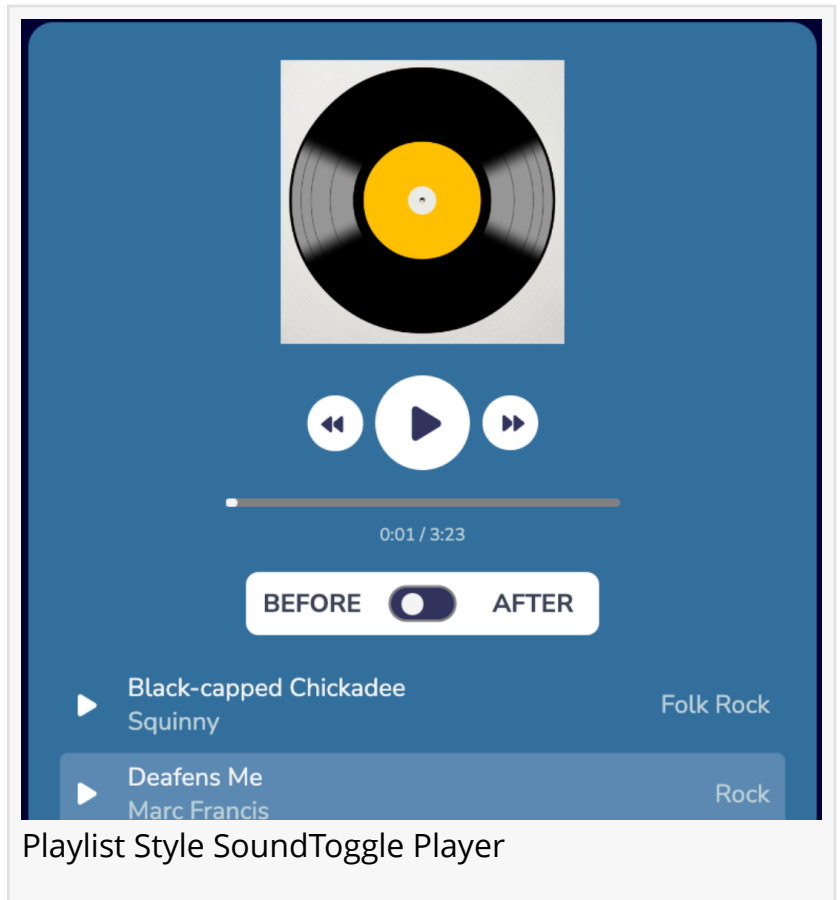 0:01 / 3:23
BEFORE AFTER
Black-capped Chickadee
Squinny
Folk Rock
Deafens Me
Marc Francis
Rock
Playlist Style SoundToggle Player